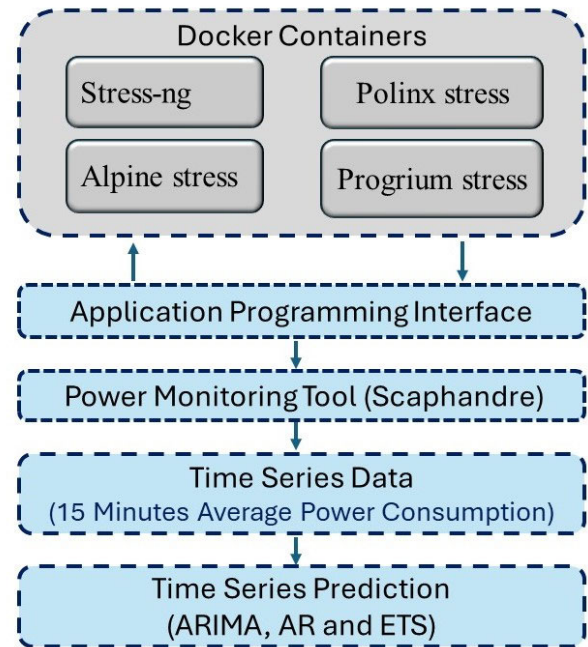 Docker Containers
Stress-ng
Polinx stress
Alpine stress
Progrium stress
Application Programming Interface
Power Monitoring Tool (Scaphandre)
Time Series Data
(15 Minutes Average Power Consumption)
Time Series Prediction
(ARIMA, AR and ETS)